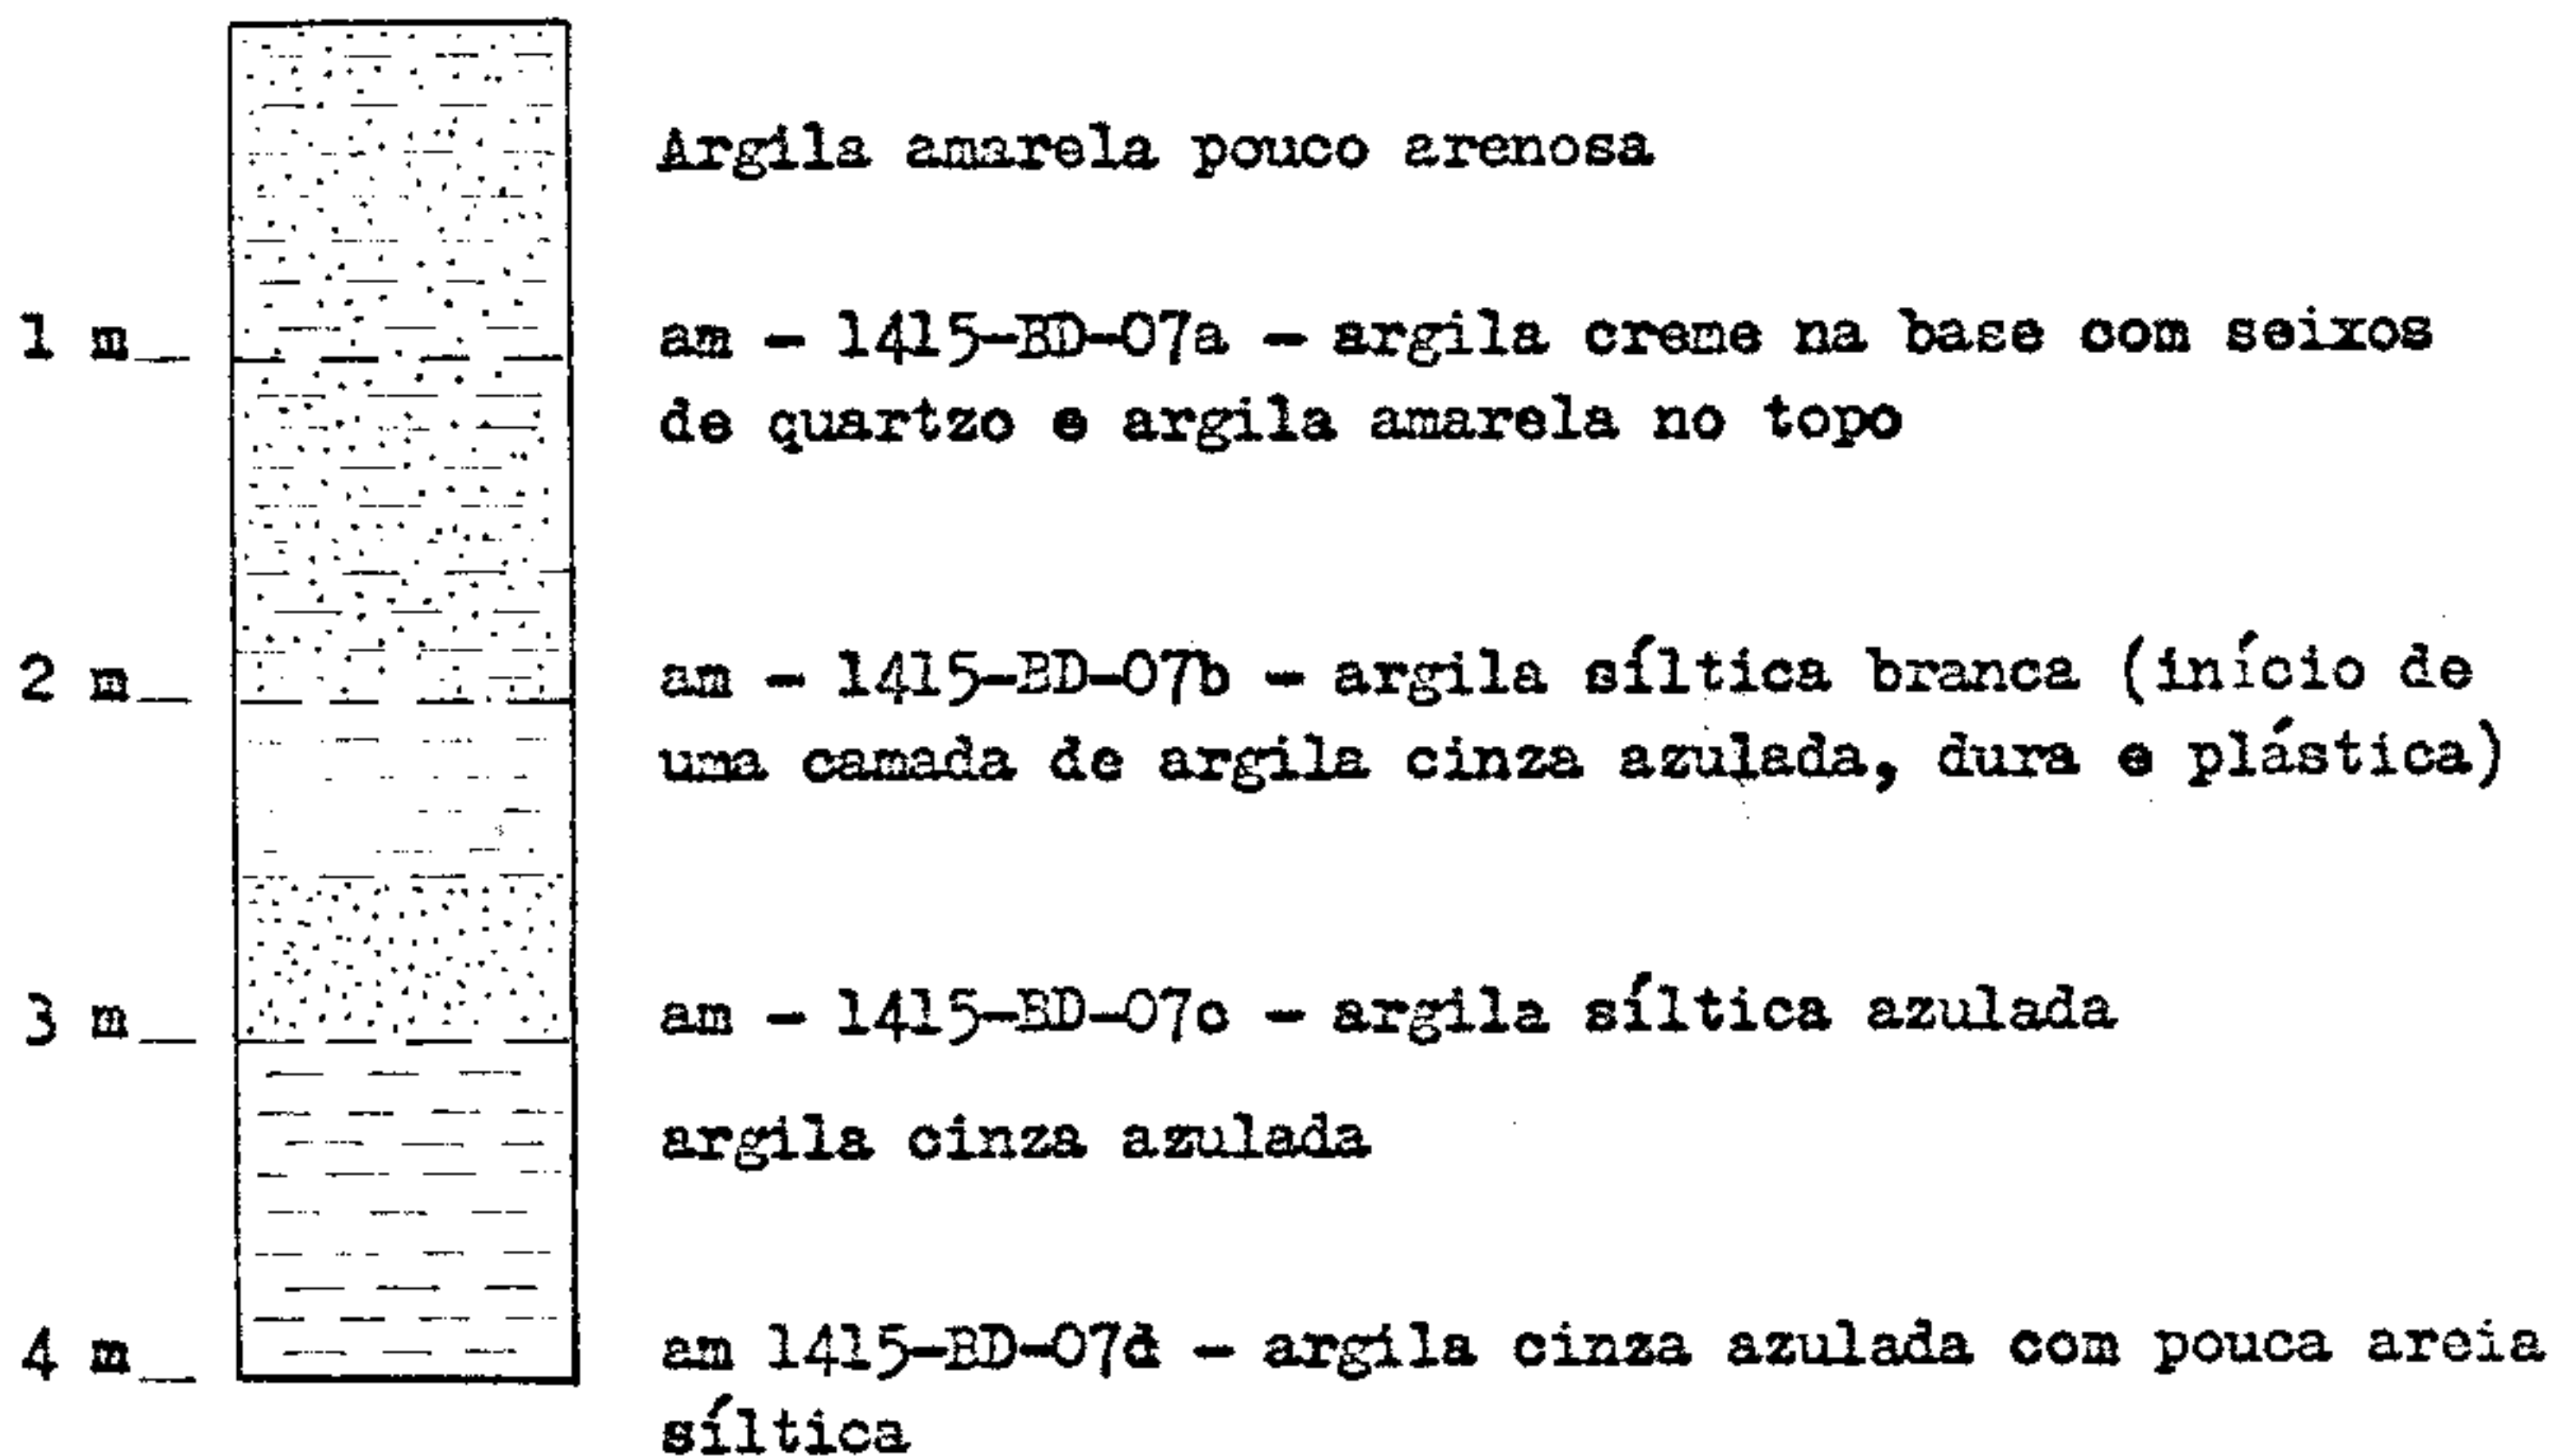 Argila amarela pouco arenosa
1 m
am - 1415-BD-07a - argila creme na base com seixos
de quartzo e argila amarela no topo
2 m
am - 1415-BD-07b - argila síltica branca (início de
uma camada de argila cinza azulada, dura e plástica)
3 m
am - 1415-BD-07c - argila síltica azulada
argila cinza azulada
4 m
am 1415-BD-07d - argila cinza azulada com pouca areia
síltica